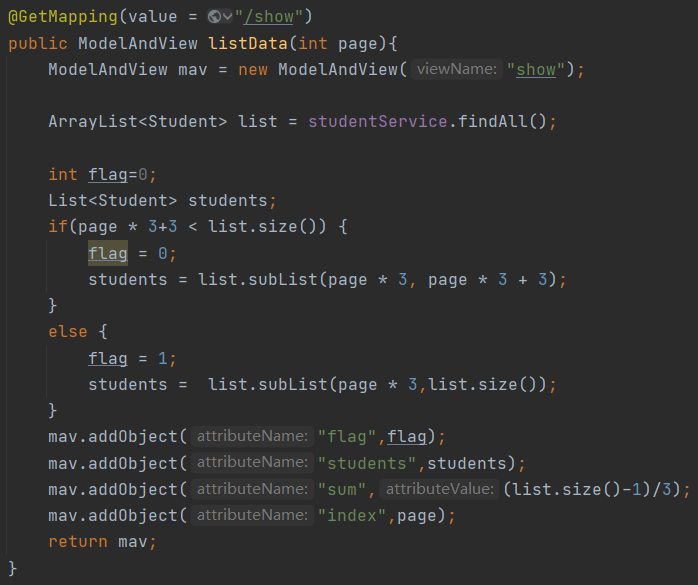 @GetMapping(value = "/show")
public ModelAndView listData(int page){
    ModelAndView mav = new ModelAndView( viewName: "show");
    ArrayList<Student> list = studentService.findAll();
    int flag=0;
    List<Student> students;
    if(page * 3+3 < list.size()) {
        flag = 0;
        students = list.subList(page * 3, page * 3 + 3);
    }
    else {
        flag = 1;
        students =  list.subList(page * 3,list.size());
    }
    mav.addObject( attributeName: "flag",flag);
    mav.addObject( attributeName: "students",students);
    mav.addObject( attributeName: "sum", attributeValue: (list.size()-1)/3);
    mav.addObject( attributeName: "index",page);
    return mav;
}